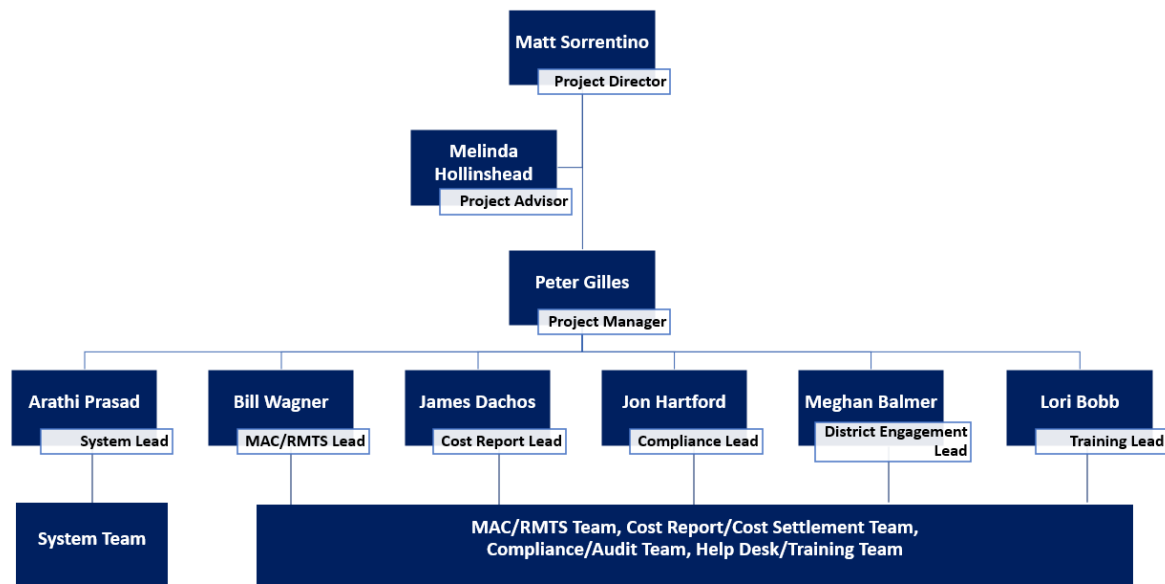 Matt Sorrentino
Project Director
Melinda
Hollinshead
Project Advisor
Peter Gilles
Project Manager
Arathi Prasad
System Lead
Bill Wagner
MAC/RMTS Lead
James Dachos
Cost Report Lead
Jon Hartford
Compliance Lead
Meghan Balmer
District Engagement
Lead
Lori Bobb
Training Lead
System Team
MAC/RMTS Team, Cost Report/Cost Settlement Team,
Compliance/Audit Team, Help Desk/Training Team